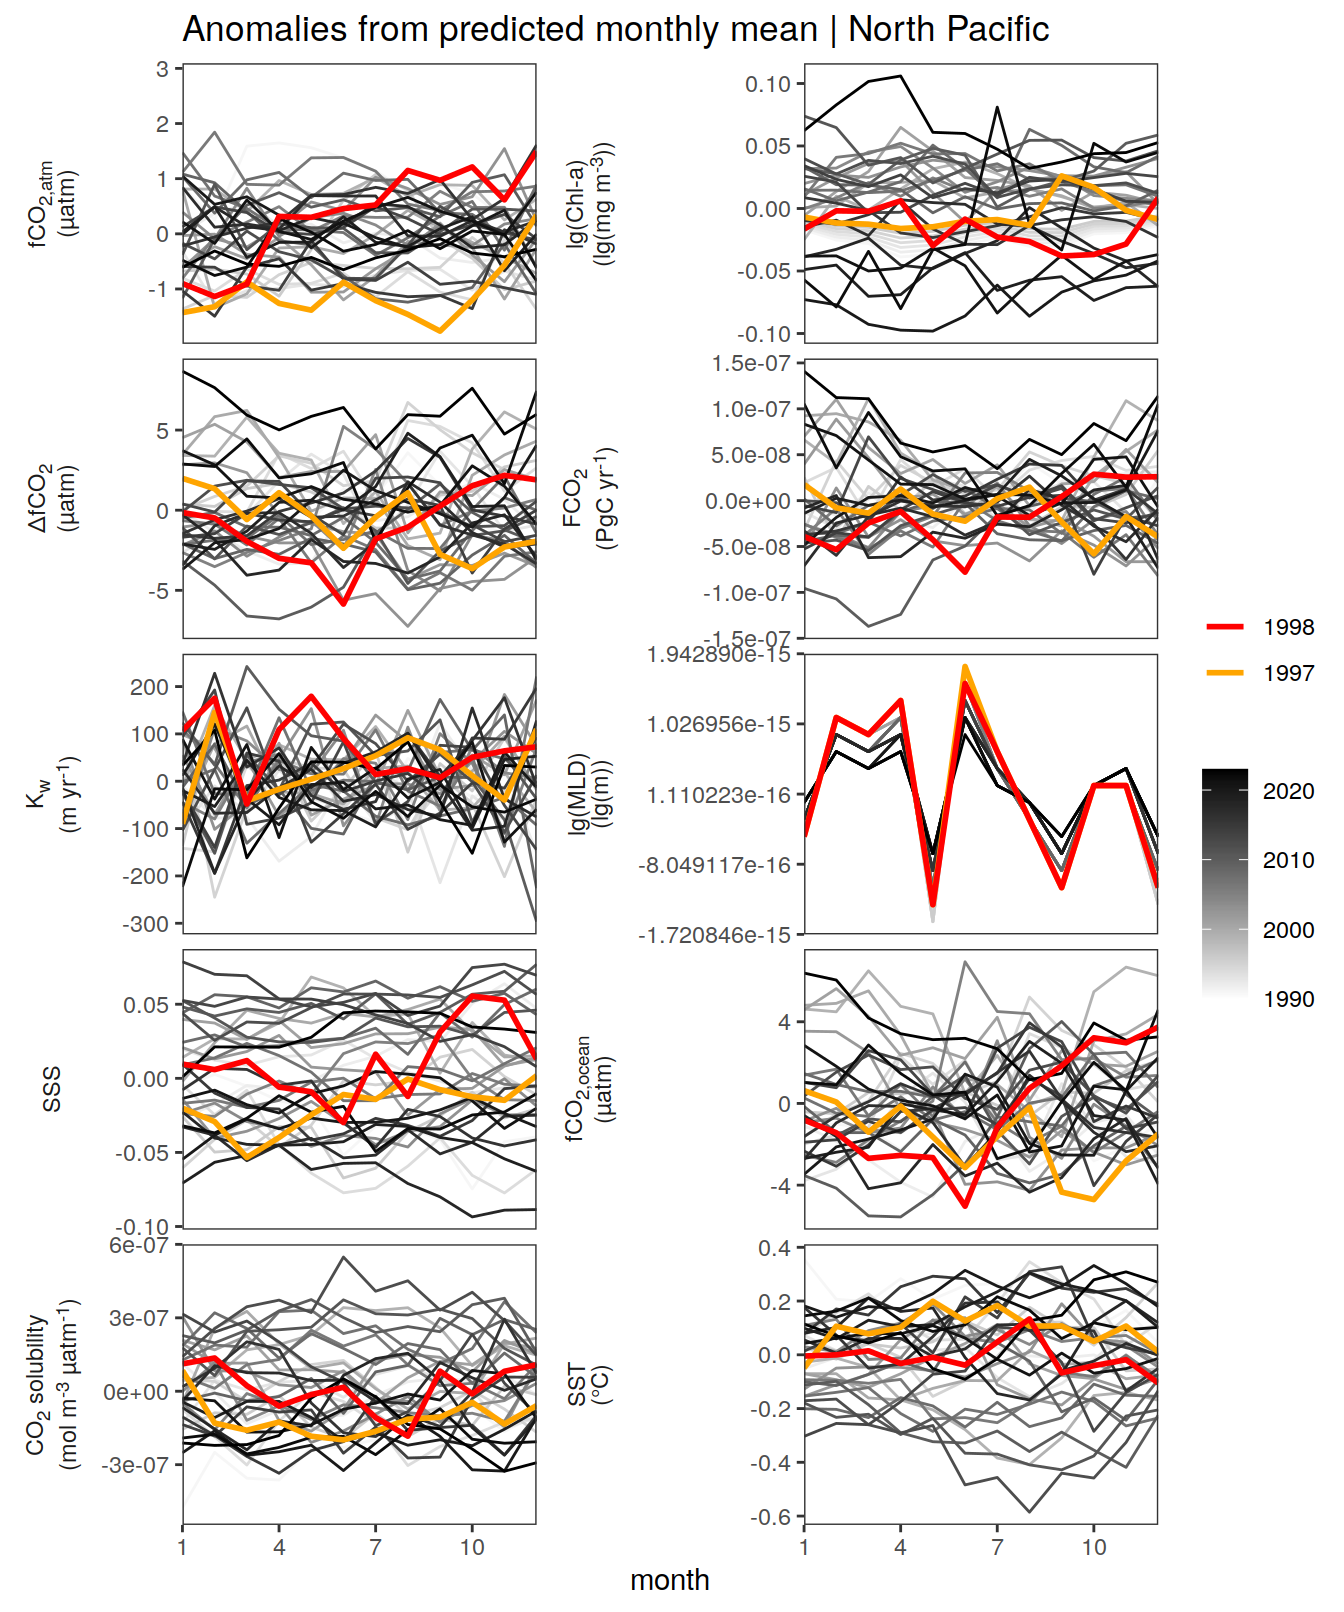 Anomalies from predicted monthly mean | North Pacific
fCO2,atm
(µatm)
3
2
1
0
-1
lg(Chl-a)
(lg(mg m-3))
0.10
0.05
0.00
-0.05
-0.10
ΔfCO2
(µatm)
5
0
-5
FCO2
(PgC yr-1)
1.5e-07
1.0e-07
5.0e-08
0.0e+00
-5.0e-08
-1.0e-07
-1.5e-07
Kw
(m yr-1)
200
100
0
-100
-200
-300
lg(MLD)
(lg(m))
1.942890e-15
1.026956e-15
1.110223e-16
-8.049117e-16
-1.720846e-15
SSS
0.05
0.00
-0.05
-0.10
fCO2,ocean
(µatm)
4
0
-4
CO2 solubility
(mol m-3 µatm-1)
6e-07
3e-07
0e+00
-3e-07
SST
(°C)
0.4
0.2
0.0
-0.2
-0.4
-0.6
1 4 7 10
1 4 7 10
month
1998
1997
2020
2010
2000
1990